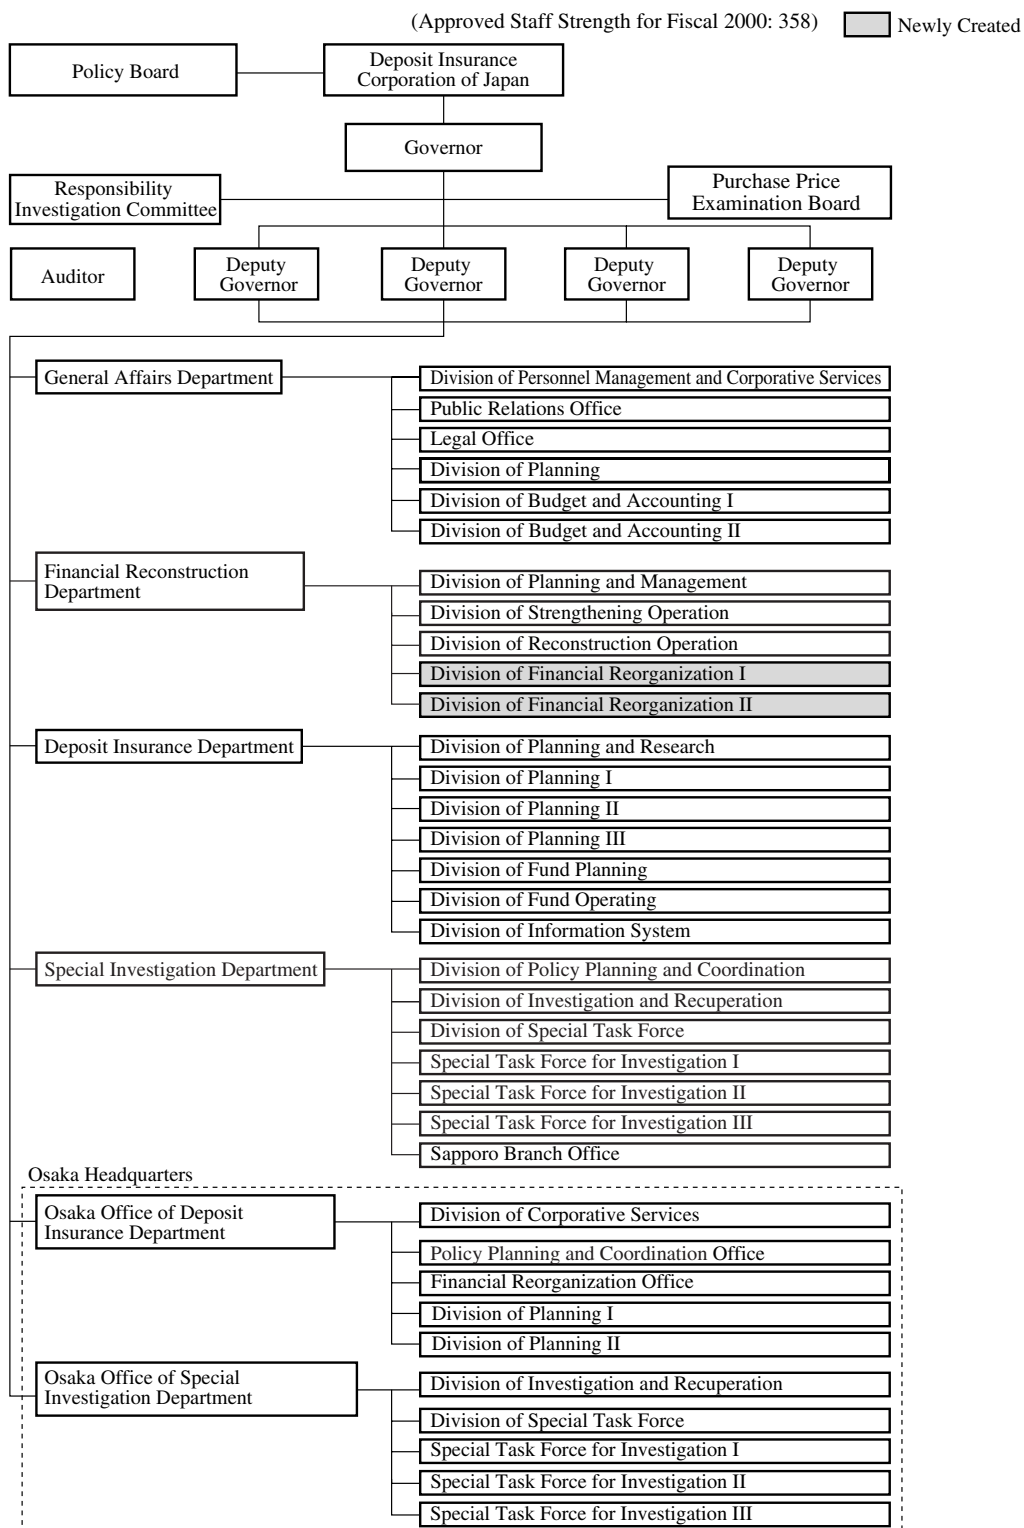 (Approved Staff Strength for Fiscal 2000: 358)
Newly Created
Policy Board
Deposit Insurance
Corporation of Japan
Governor
Responsibility
Investigation Committee
Purchase Price
Examination Board
Auditor
Deputy
Governor
Deputy
Governor
Deputy
Governor
Deputy
Governor
General Affairs Department
Division of Personnel Management and Corporative Services
Public Relations Office
Legal Office
Division of Planning
Division of Budget and Accounting I
Division of Budget and Accounting II
Financial Reconstruction
Department
Division of Planning and Management
Division of Strengthening Operation
Division of Reconstruction Operation
Division of Financial Reorganization I
Division of Financial Reorganization II
Deposit Insurance Department
Division of Planning and Research
Division of Planning I
Division of Planning II
Division of Planning III
Division of Fund Planning
Division of Fund Operating
Division of Information System
Special Investigation Department
Division of Policy Planning and Coordination
Division of Investigation and Recuperation
Division of Special Task Force
Special Task Force for Investigation I
Special Task Force for Investigation II
Special Task Force for Investigation III
Sapporo Branch Office
Osaka Headquarters
Osaka Office of Deposit
Insurance Department
Division of Corporative Services
Policy Planning and Coordination Office
Financial Reorganization Office
Division of Planning I
Division of Planning II
Osaka Office of Special
Investigation Department
Division of Investigation and Recuperation
Division of Special Task Force
Special Task Force for Investigation I
Special Task Force for Investigation II
Special Task Force for Investigation III